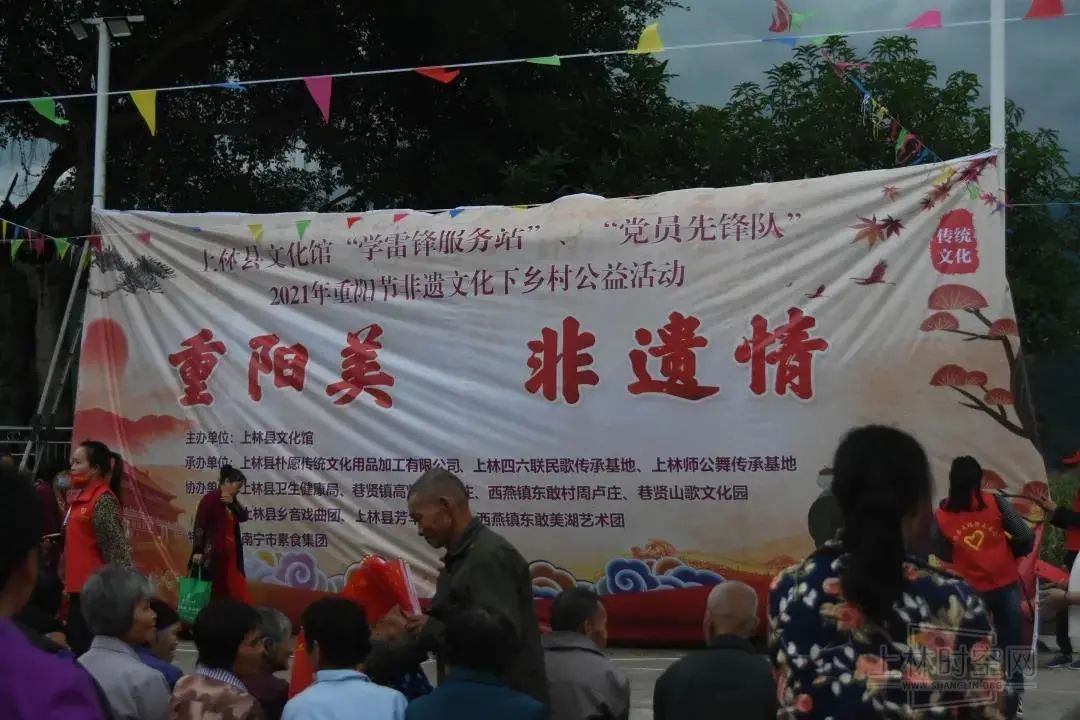 上林县文化馆“学雷锋服务站”、“党员先锋队”
2021年重阳节非遗文化下乡村公益活动
传统
文化
重阳美 非遗情
主办单位：上林县文化馆
承办单位：上林县朴愿传统文化用品加工有限公司、上林四六联民歌传承基地、上林师公舞传承基地
协办单位：上林县卫生健康局、巷贤镇高 庄、西燕镇东敢村周卢庄、巷贤山歌文化园
上林县乡音戏曲团、上林县芳 西燕镇东敢美湖艺术团
南宁市素食集团
上林时空网
WWW.SHANGLIN.ORG